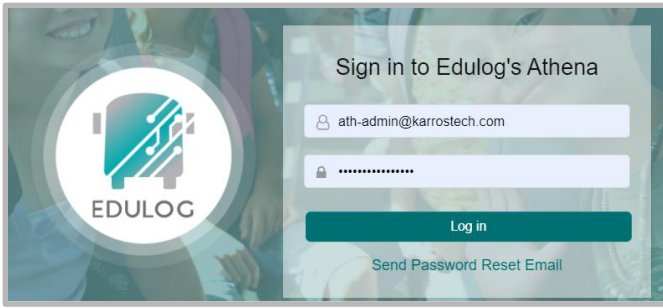 Sign in to Edulog's Athena
ath-admin@karrostech.com
••••••••••••••••
Log in
Send Password Reset Email
EDULOG